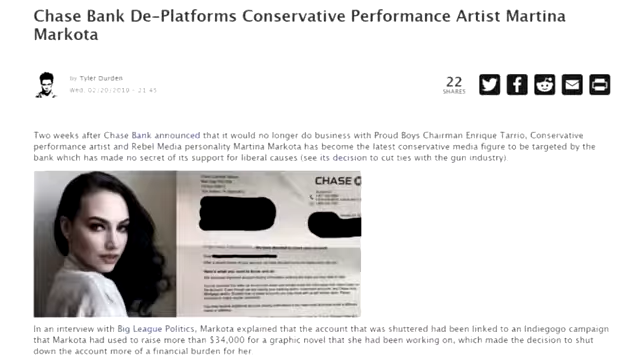 Chase Bank De-Platforms Conservative Performance Artist Martina
Markota
by Tyler Durden
Wed, 02/20/2019 - 21:45
22
SHARES
Two weeks after Chase Bank announced that it would no longer do business with Proud Boys Chairman Enrique Tarrio, Conservative
performance artist and Rebel Media personality Martina Markota has become the latest conservative media figure to be targeted by the
bank which has made no secret of its support for liberal causes (see its decision to cut ties with the gun industry).
CHASE
In an interview with Big League Politics, Markota explained that the account that was shuttered had been linked to an Indiegogo campaign
that Markota had used to raise more than $34,000 for a graphic novel that she had been working on, which made the decision to shut
down the account more of a financial burden for her